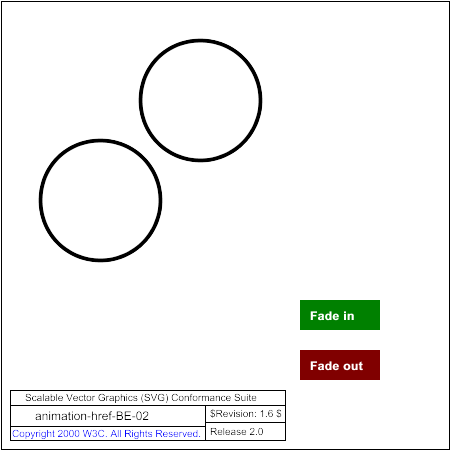 Fade in
Fade out
Scalable Vector Graphics (SVG) Conformance Suite
animation-href-BE-02
$Revision: 1.6 $
Copyright 2000 W3C. All Rights Reserved.
Release 2.0